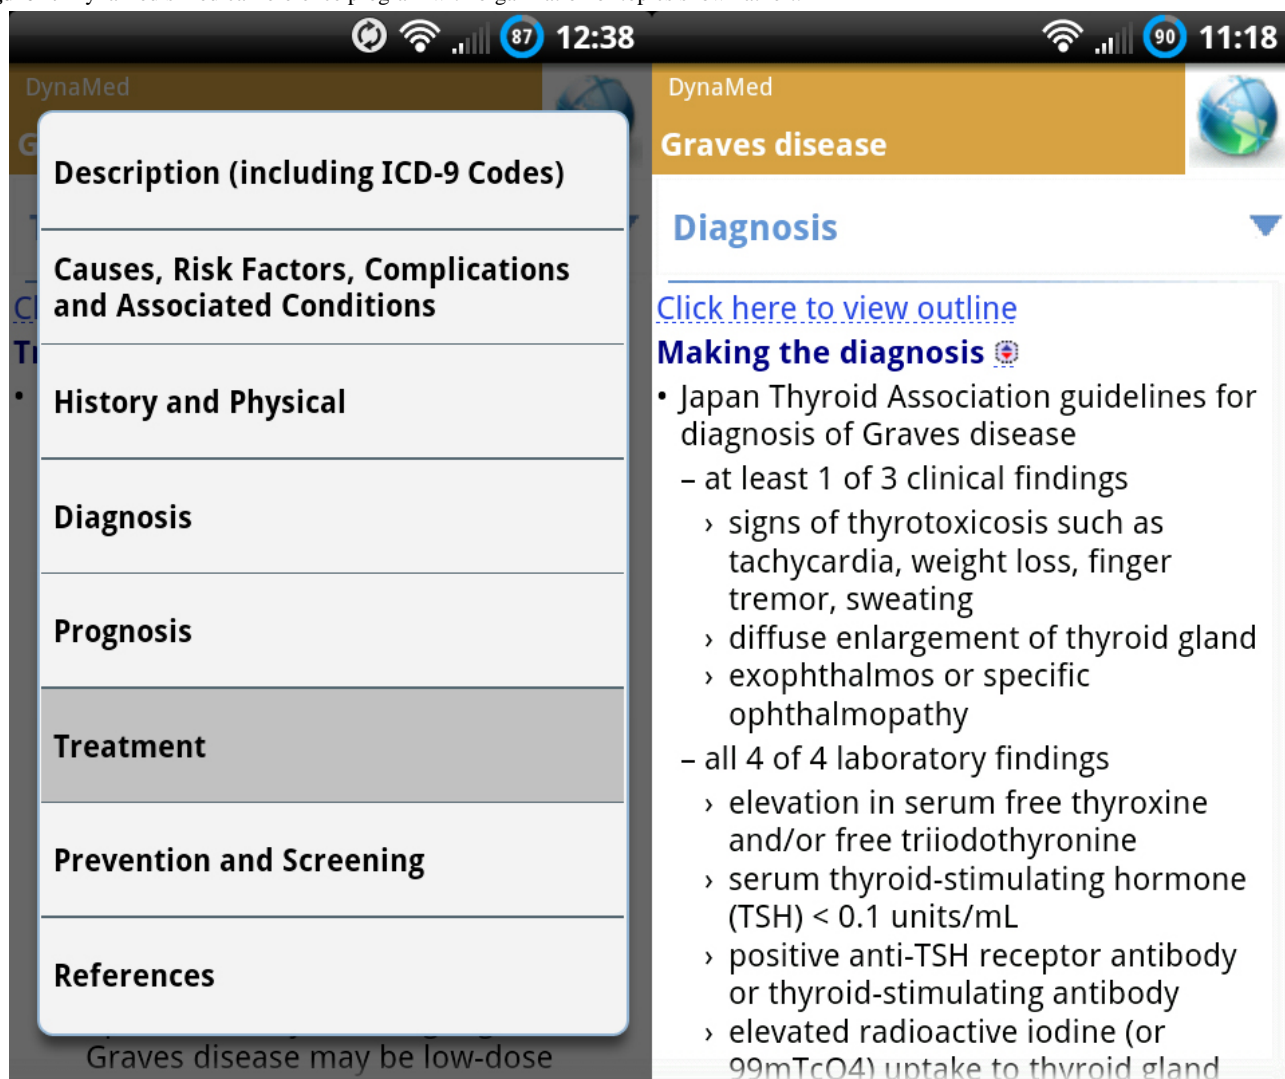 87 12:38
DynaMed
Description (including ICD-9 Codes)
Causes, Risk Factors, Complications
and Associated Conditions
History and Physical
Diagnosis
Prognosis
Treatment
Prevention and Screening
References
Graves disease may be low-dose
90 11:18
DynaMed
Graves disease
Diagnosis
Click here to view outline
Making the diagnosis
• Japan Thyroid Association guidelines for
diagnosis of Graves disease
– at least 1 of 3 clinical findings
› signs of thyrotoxicosis such as
tachycardia, weight loss, finger
tremor, sweating
› diffuse enlargement of thyroid gland
› exophthalmos or specific
ophthalmopathy
– all 4 of 4 laboratory findings
› elevation in serum free thyroxine
and/or free triiodothyronine
› serum thyroid-stimulating hormone
(TSH) < 0.1 units/mL
› positive anti-TSH receptor antibody
or thyroid-stimulating antibody
› elevated radioactive iodine (or
99mTcO4) uptake to thyroid gland